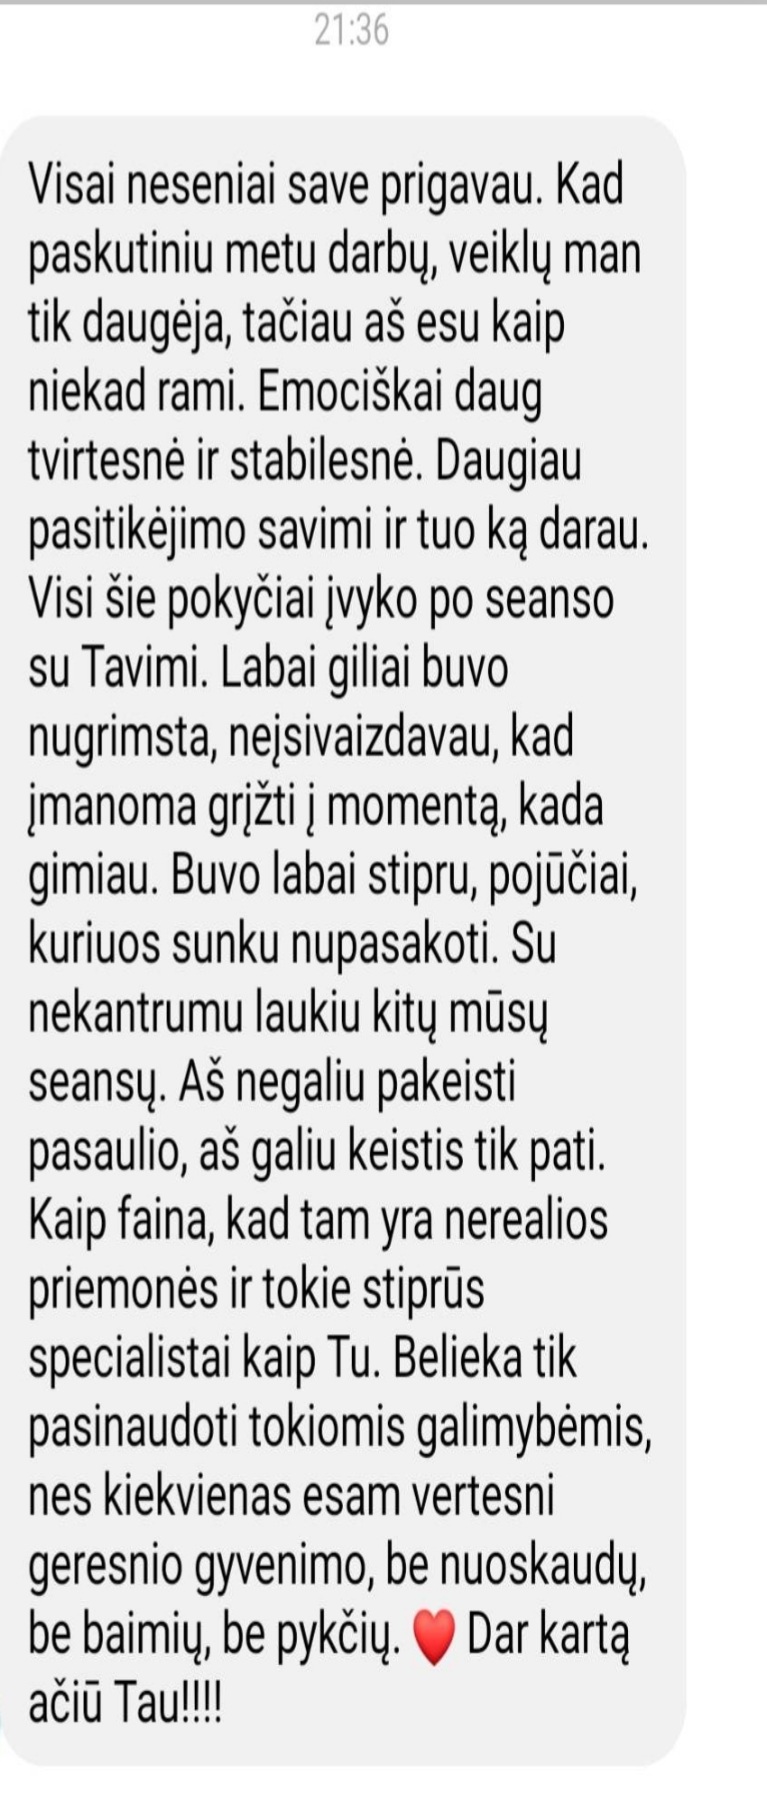 21:36
Visai neseniai save prigavau. Kad
paskutiniu metu darbų, veiklų man
tik daugėja, tačiau aš esu kaip
niekad rami. Emociškai daug
tvirtesnė ir stabilesnė. Daugiau
pasitikėjimo savimi ir tuo ką darau.
Visi šie pokyčiai įvyko po seanso
su Tavimi. Labai giliai buvo
nugrimsta, neįsivaizdavau, kad
įmanoma grįžti į momentą, kada
gimiau. Buvo labai stipru, pojūčiai,
kuriuos sunku nupasakoti. Su
nekantrumu laukiu kitų mūsų
seansų. Aš negaliu pakeisti
pasaulio, aš galiu keistis tik pati.
Kaip faina, kad tam yra nerealios
priemonės ir tokie stiprūs
specialistai kaip Tu. Belieka tik
pasinaudoti tokiomis galimybėmis,
nes kiekvienas esam vertesni
geresnio gyvenimo, be nuoskaudų,
be baimių, be pykčių. ❤️ Dar kartą
ačiū Tau!!!!